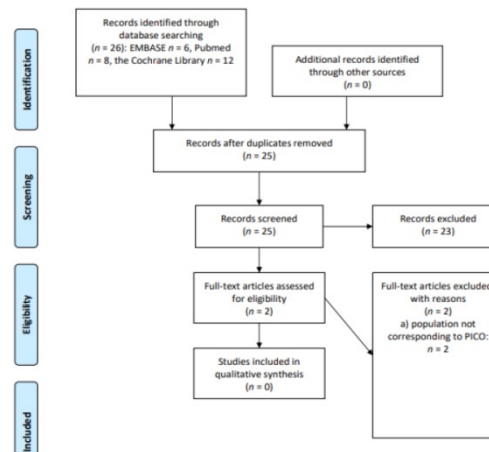 Identification
Records identified through
database searching
(n = 26): EMBASE n = 6, Pubmed
n = 8, the Cochrane Library n = 12
Additional records identified
through other sources
(n = 0)
Records after duplicates removed
(n = 25)
Screening
Records screened
(n = 25)
Records excluded
(n = 23)
Eligibility
Full-text articles assessed
for eligibility
(n = 2)
Full-text articles excluded
with reasons
(n = 2)
a) population not
corresponding to PICO:
n = 2
Studies included in
qualitative synthesis
(n = 0)
Included